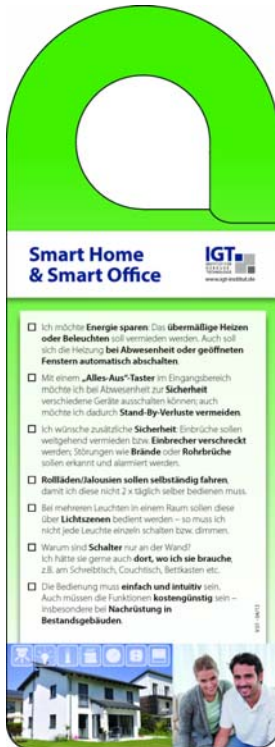 Smart Home
& Smart Office
IGT
INSTITUT FÜR
GEBÄUDE
TECHNOLOGIE
www.igt-institut.de
☐ Ich möchte Energie sparen: Das übermäßige Heizen
oder Beleuchten soll vermieden werden. Auch soll
sich die Heizung bei Abwesenheit oder geöffneten
Fenstern automatisch abschalten.
☐ Mit einem „Alles-Aus“-Taster im Eingangsbereich
möchte ich bei Abwesenheit zur Sicherheit
verschiedene Geräte ausschalten können; auch
möchte ich dadurch Stand-By-Verluste vermeiden.
☐ Ich wünsche zusätzliche Sicherheit: Einbrüche sollen
weitgehend vermieden bzw. Einbrecher verschreckt
werden; Störungen wie Brände oder Rohrbrüche
sollen erkannt und alarmiert werden.
☐ Rollläden/Jalousien sollen selbständig fahren,
damit ich diese nicht 2 x täglich selber bedienen muss.
☐ Bei mehreren Leuchten in einem Raum sollen diese
über Lichtszenen bedient werden – so muss ich
nicht jede Leuchte einzeln schalten bzw. dimmen.
☐ Warum sind Schalter nur an der Wand?
Ich hätte sie gerne auch dort, wo ich sie brauche,
z.B. am Schreibtisch, Couchtisch, Bettkasten etc.
☐ Die Bedienung muss einfach und intuitiv sein.
Auch müssen die Funktionen kostengünstig sein –
insbesondere bei Nachrüstung in
Bestandsgebäuden.